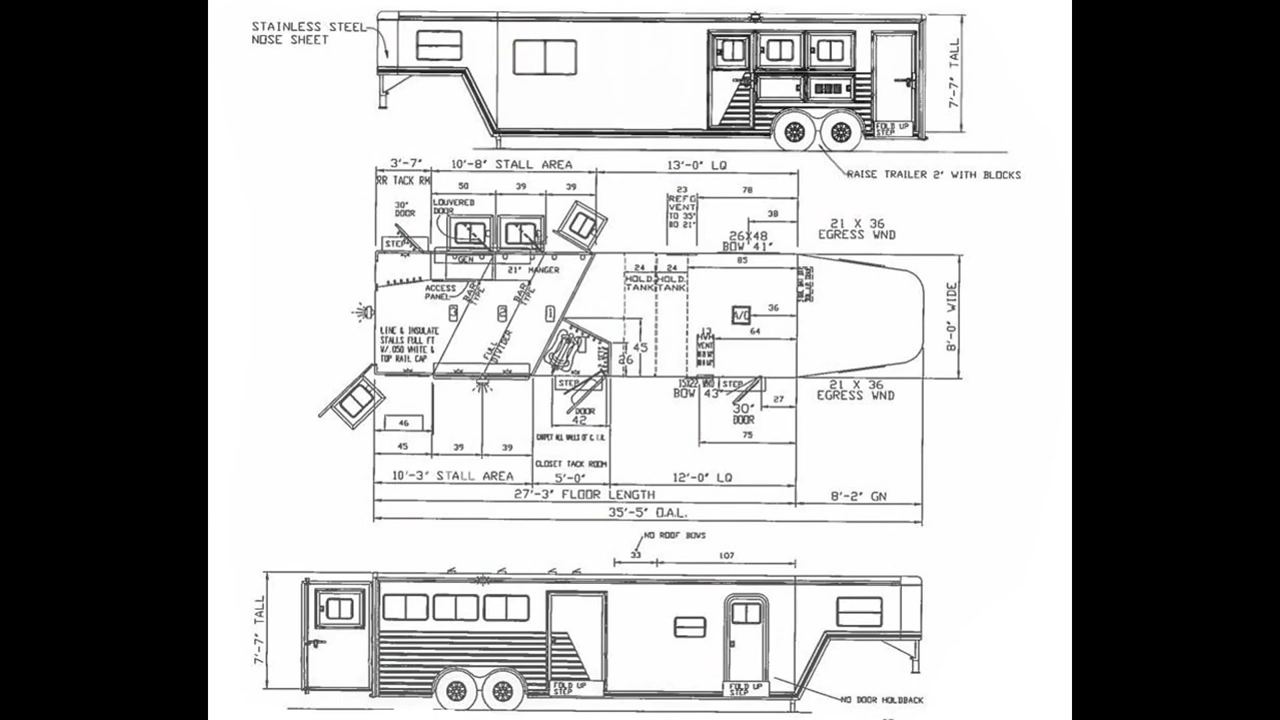 STAINLESS STEEL
NOSE SHEET
7'-7" TALL
FOLD UP
STEP
RAISE TRAILER 2" WITH BLOCKS
3'-7"
10'-8" STALL AREA
13'-0" LQ
RR TACK RM
50
39
39
23
78
30"
DOOR
LOUVERED
DOOR
REFG
VENT
TO 35"
BO 21"
38
21 X 36
EGRESS WND
STEP
26X48
BOW 41"
GEN
21" HANGER
85
24
24
HOLD.
TANK
HOLD.
TANK
ACCESS
PANEL
BAR
TYPE
BAR
TYPE
A/C
36
3
2
1
8'-0" WIDE
LINE & INSULATE
STALLS FULL FT
W/.050 WHITE &
TOP RAIL CAP
FULL
DIVIDER
64
13
VENT
45
26
STEP
STEP
BOW 43"
21 X 36
EGRESS WND
30"
DOOR
27
DOOR
42
46
75
45
39
39
CLOSET TACK ROOM
10'-3" STALL AREA
5'-0"
12'-0" LQ
27'-3" FLOOR LENGTH
8'-2" GN
35'-5" O.A.L.
NO ROOF BOWS
33
107
7'-7" TALL
FOLD UP
STEP
FOLD UP
STEP
NO DOOR HOLDBACK